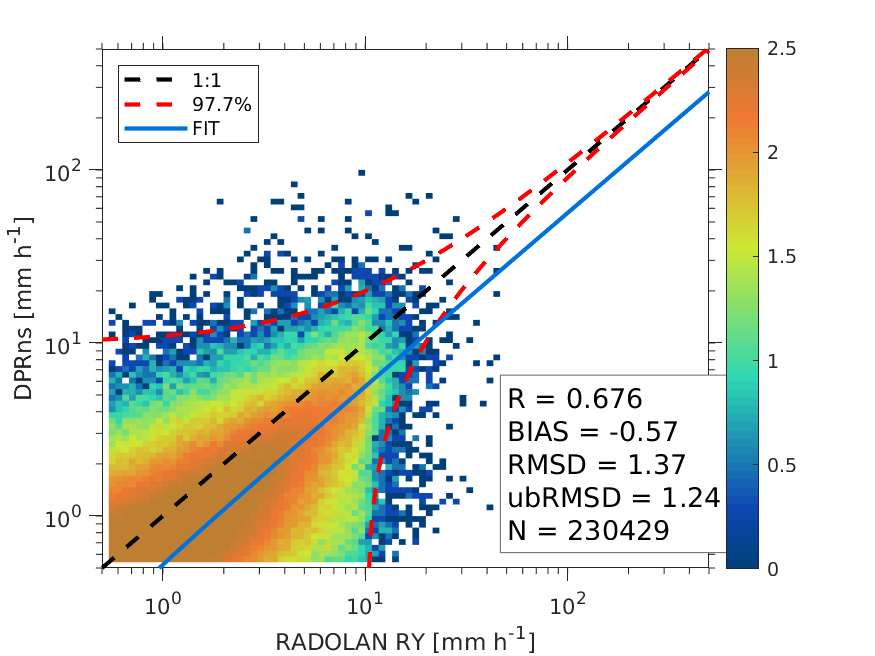 1:1
97.7%
FIT
10²
10¹
10⁰
DPRns [mm h⁻¹]
R = 0.676
BIAS = -0.57
RMSD = 1.37
ubRMSD = 1.24
N = 230429
10⁰ 10¹ 10²
RADOLAN RY [mm h⁻¹]
2.5
2
1.5
1
0.5
0